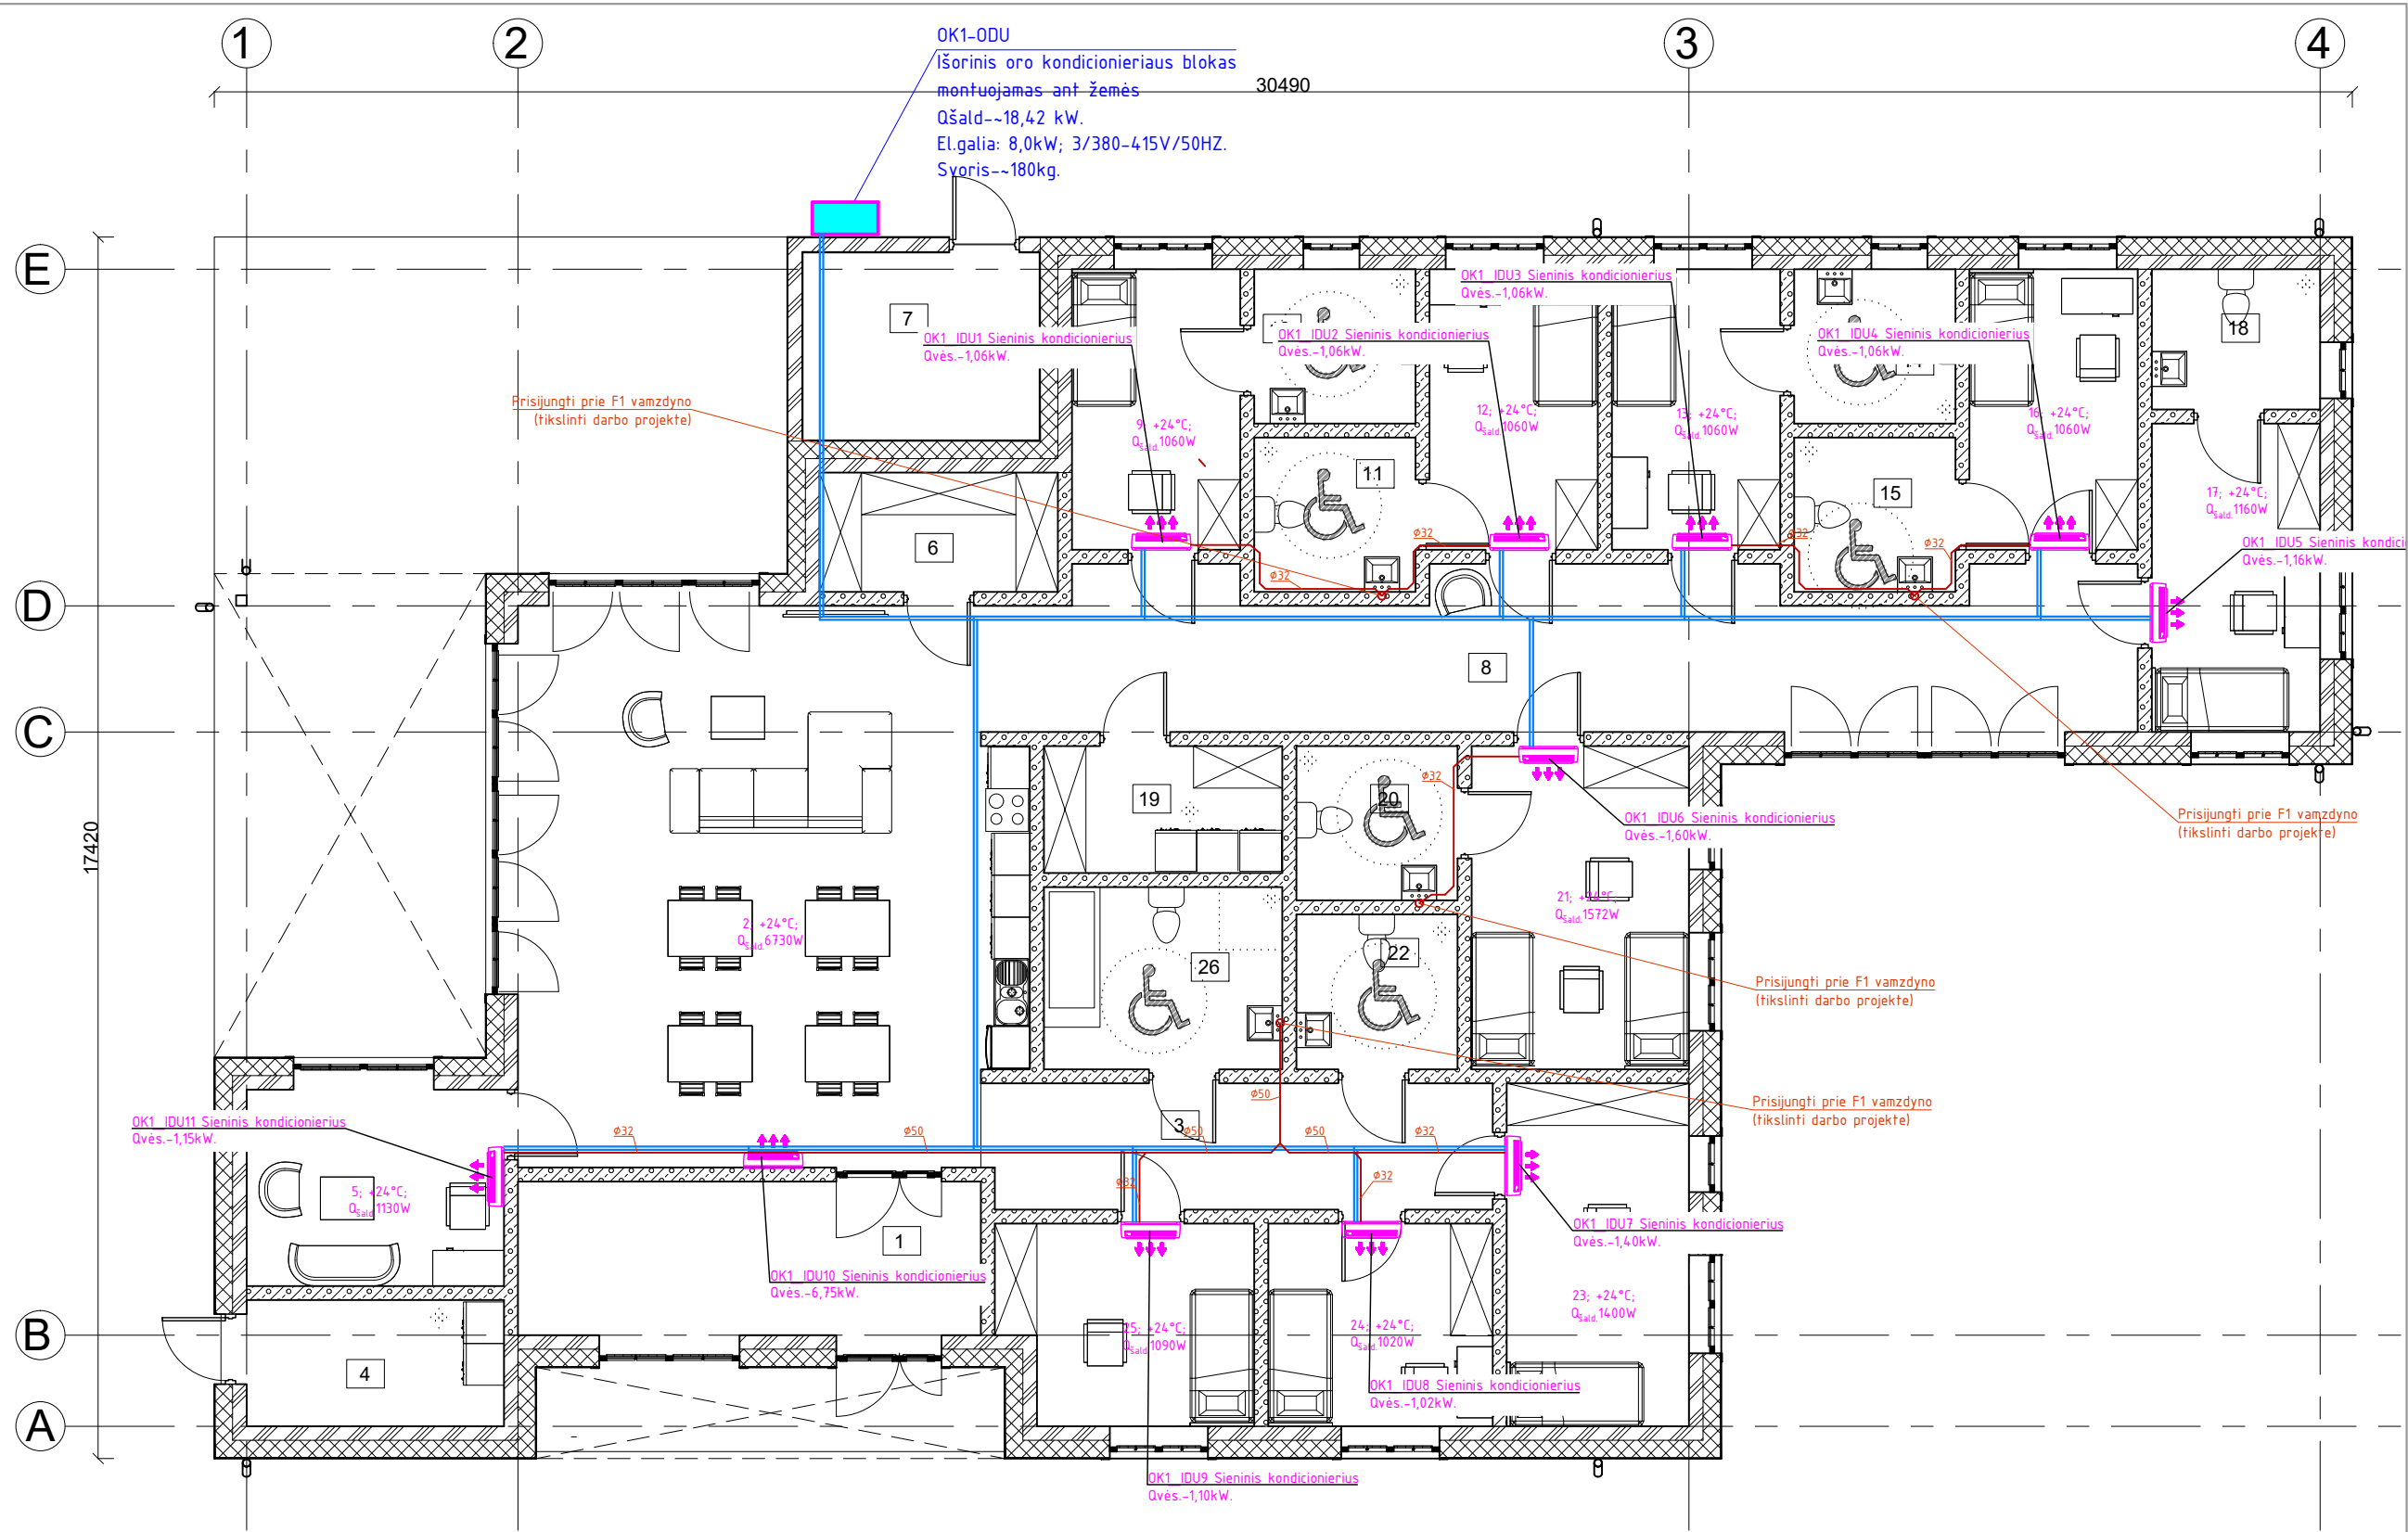 1
2
3
4
OK1-ODU
Išorinis oro kondicionieriaus blokas
montuojamas ant žemės
Qšald-~18,42 kW.
El.galia: 8,0kW; 3/380-415V/50HZ.
Svoris-~180kg.
30490
E
D
C
B
A
17420
7
OK1_IDU1 Sieninis kondicionierius
Qvės.-1,06kW.
OK1_IDU2 Sieninis kondicionierius
Qvės.-1,06kW.
OK1_IDU3 Sieninis kondicionierius
Qvės.-1,06kW.
OK1_IDU4 Sieninis kondicionierius
Qvės.-1,06kW.
18
Prisijungti prie F1 vamzdyno
(tikslinti darbo projekte)
9; +24°C;
Qšald.1060W
12; +24°C;
Qšald.1060W
13; +24°C;
Qšald.1060W
16; +24°C;
Qšald.1060W
11
15
17; +24°C;
Qšald.1160W
6
ø32
ø32
ø32
ø32
OK1_IDU5 Sieninis kondici
Qvės.-1,16kW.
8
19
20
ø32
OK1_IDU6 Sieninis kondicionierius
Qvės.-1,60kW.
Prisijungti prie F1 vamzdyno
(tikslinti darbo projekte)
2; +24°C;
Qšald.6730W
21; +24°C;
Qšald.1572W
26
22
Prisijungti prie F1 vamzdyno
(tikslinti darbo projekte)
Prisijungti prie F1 vamzdyno
(tikslinti darbo projekte)
ø50
3
OK1_IDU11 Sieninis kondicionierius
Qvės.-1,15kW.
ø32
ø50
ø50
ø50
ø32
ø32
ø32
5; +24°C;
Qšald.1130W
1
OK1_IDU7 Sieninis kondicionierius
Qvės.-1,40kW.
OK1_IDU10 Sieninis kondicionierius
Qvės.-6,75kW.
23; +24°C;
Qšald.1400W
25; +24°C;
Qšald.1090W
24; +24°C;
Qšald.1020W
4
OK1_IDU8 Sieninis kondicionierius
Qvės.-1,02kW.
OK1_IDU9 Sieninis kondicionierius
Qvės.-1,10kW.